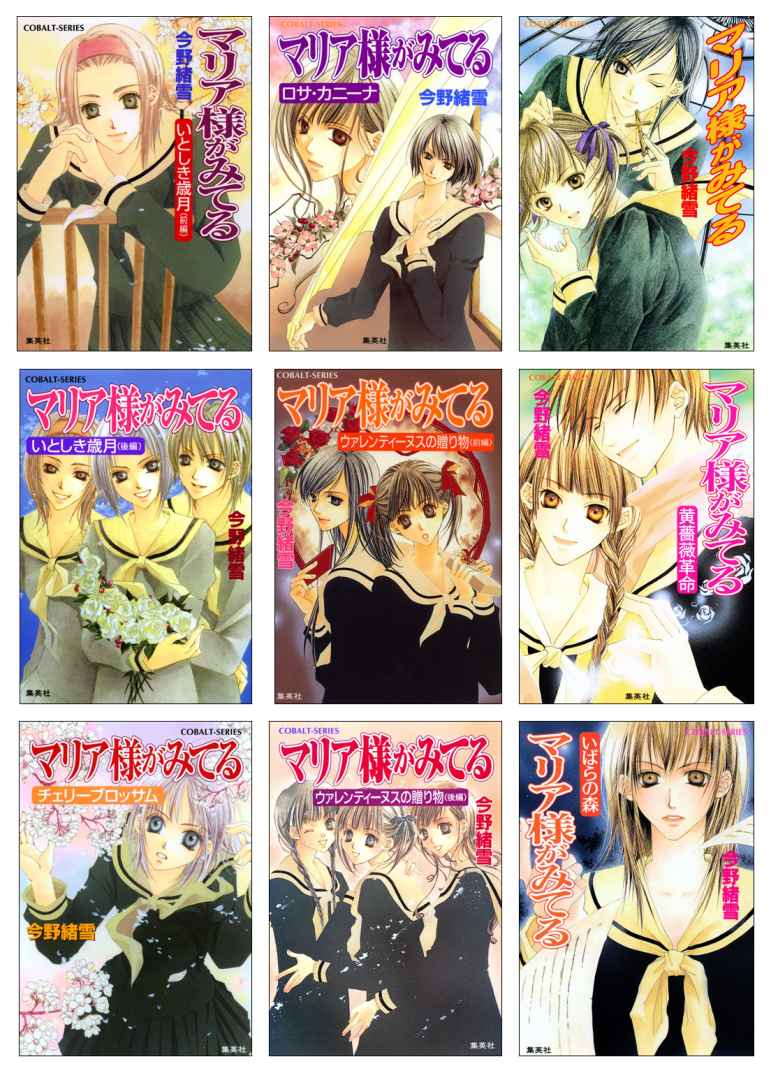 COBALT-SERIES
マリア様がみてる
今野緒雪
いとしき歳月(前編)
集英社
COBALT-SERIES
マリア様がみてる
ロサ・カニーナ
今野緒雪
集英社
COBALT-SERIES
マリア様がみてる
今野緒雪
集英社
COBALT-SERIES
マリア様がみてる
いとしき歳月(後編)
今野緒雪
集英社
COBALT-SERIES
マリア様がみてる
ウァレンティーヌスの贈り物(前編)
今野緒雪
集英社
COBALT-SERIES
今野緒雪
マリア様がみてる
黄薔薇革命
集英社
COBALT-SERIES
マリア様がみてる
チェリーブロッサム
今野緒雪
集英社
COBALT-SERIES
マリア様がみてる
ウァレンティーヌスの贈り物(後編)
今野緒雪
集英社
COBALT-SERIES
いばらの森
マリア様がみてる
今野緒雪
集英社